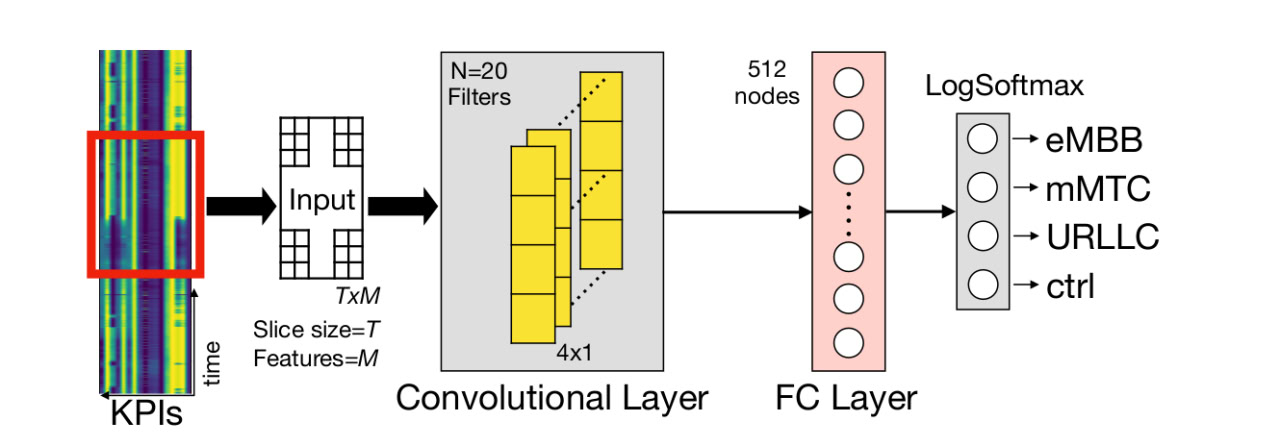 KPIs
time
Input
TxM
Slice size=T
Features=M
N=20
Filters
4x1
Convolutional Layer
512
nodes
FC Layer
LogSoftmax
eMBB
mMTC
URLLC
ctrl